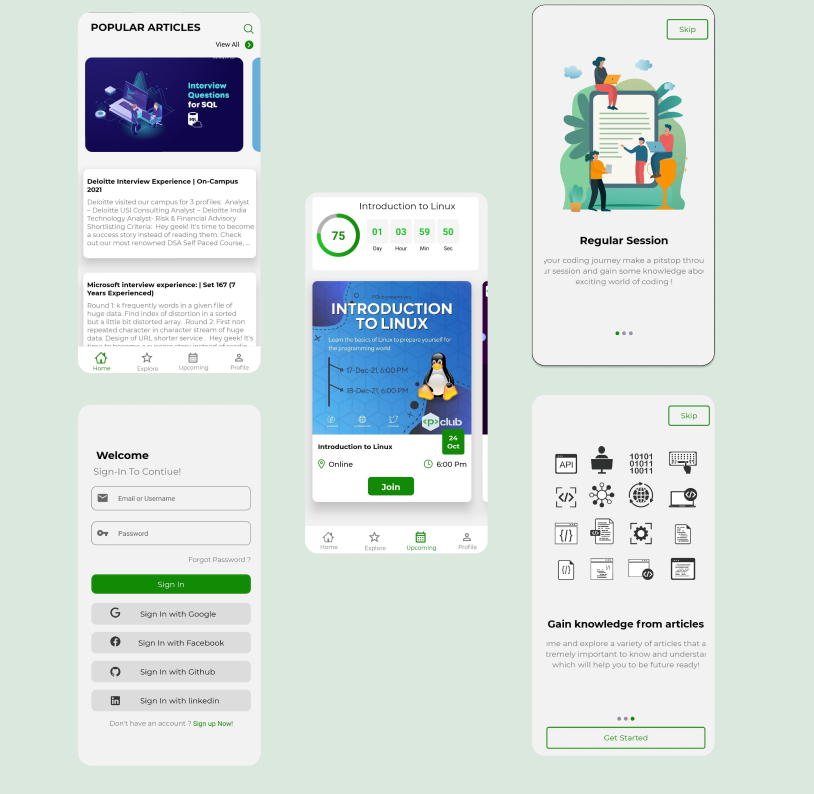 POPULAR ARTICLES
View All
Interview
Questions
for SQL
Deloitte Interview Experience | On-Campus
2021
Deloitte visited our campus for 3 profiles: Analyst
– Deloitte USI Consulting Analyst – Deloitte India
Technology Analyst- Risk & Financial Advisory
Shortlisting Criteria: Hey geek! It's time to become
a success story instead of reading them. Check
out our most renowned DSA Self Paced Course, ...
Microsoft interview experience: | Set 167 (7
Years Experienced)
Round 1: k frequently words in a given file of
huge data. Find index of distortion in a sorted
but a little bit distorted array. Round 2: First non
repeated character in character stream of huge
data. Design of URL shorter service . Hey geek! It's
Home
Explore
Upcoming
Profile
Welcome
Sign-In To Contiue!
Email or Username
Password
Forgot Password ?
Sign In
Sign In with Google
Sign In with Facebook
Sign In with Github
Sign In with linkedin
Don't have an account ? Sign up Now!
Introduction to Linux
75
01 03 59 50
Day Hour Min Sec
INTRODUCTION
TO LINUX
Learn the basics of Linux to prepare yourself for
the programming world.
17-Dec-21, 6:00 PM
18-Dec-21, 6:00 PM
<p>club
24
Oct
Introduction to Linux
Online
6:00 Pm
Join
Home
Explore
Upcoming
Profile
Skip
Regular Session
your coding journey make a pitstop throu
ur session and gain some knowledge abo
exciting world of coding !
Skip
API
10101
01011
10011
</>
{/}
{/}
Gain knowledge from articles
me and explore a variety of articles that a
tremely important to know and understa
which will help you to be future ready!
Get Started